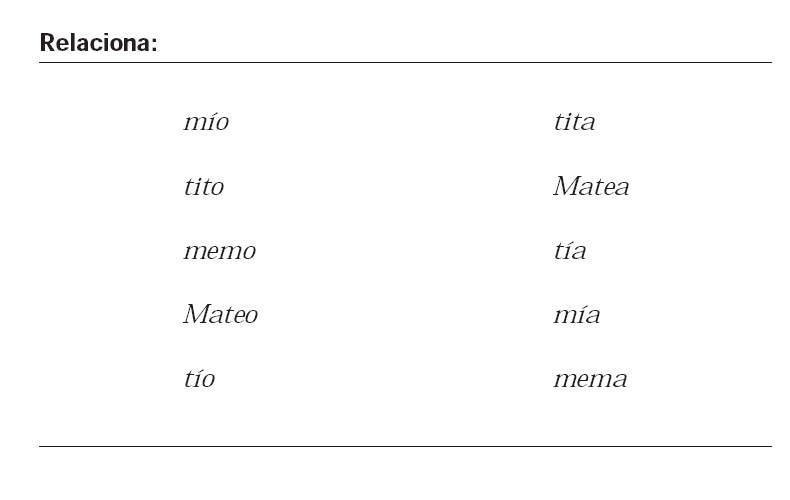 Relaciona:
mío tita
tito Matea
memo tía
Mateo mía
tío mema